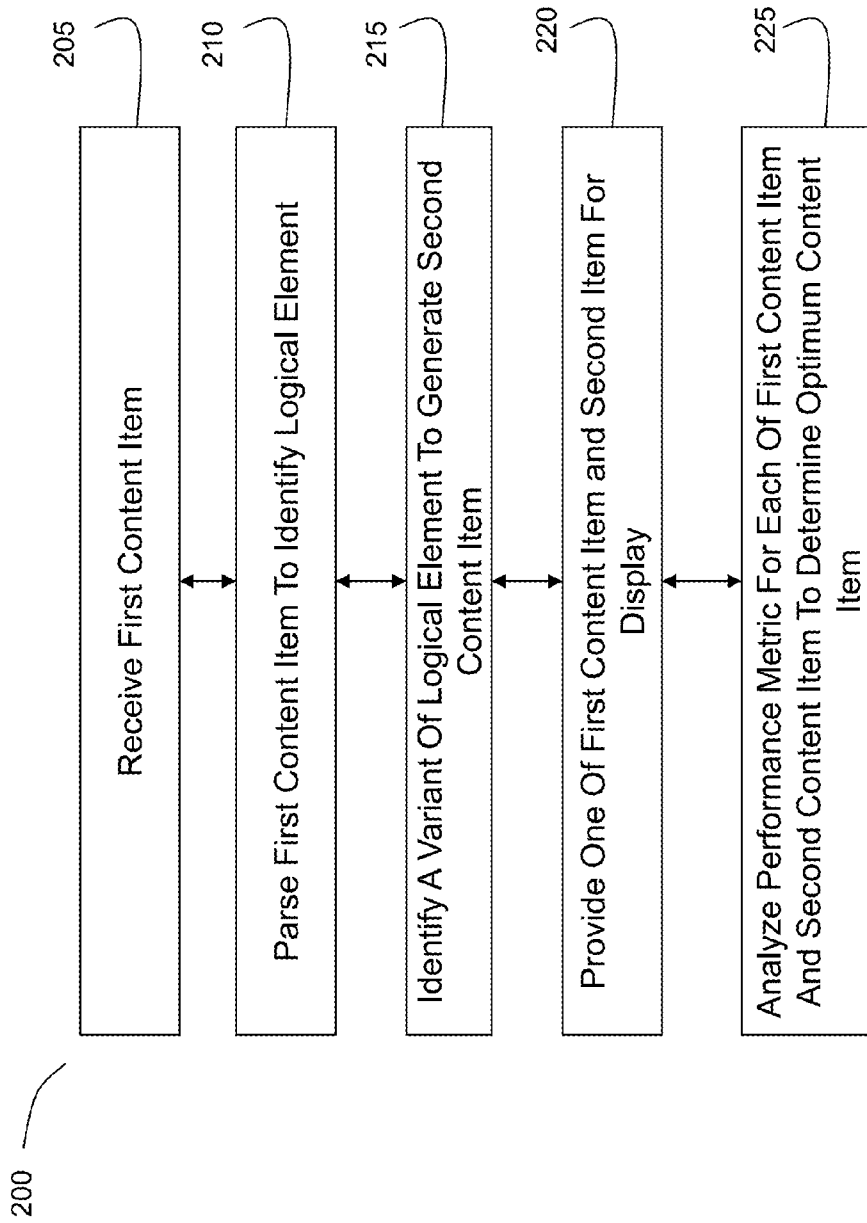 200
Receive First Content Item
205
Parse First Content Item To Identify Logical Element
210
Identify A Variant Of Logical Element To Generate Second
Content Item
215
Provide One Of First Content Item and Second Item For
Display
220
Analyze Performance Metric For Each Of First Content Item
And Second Content Item To Determine Optimum Content
Item
225